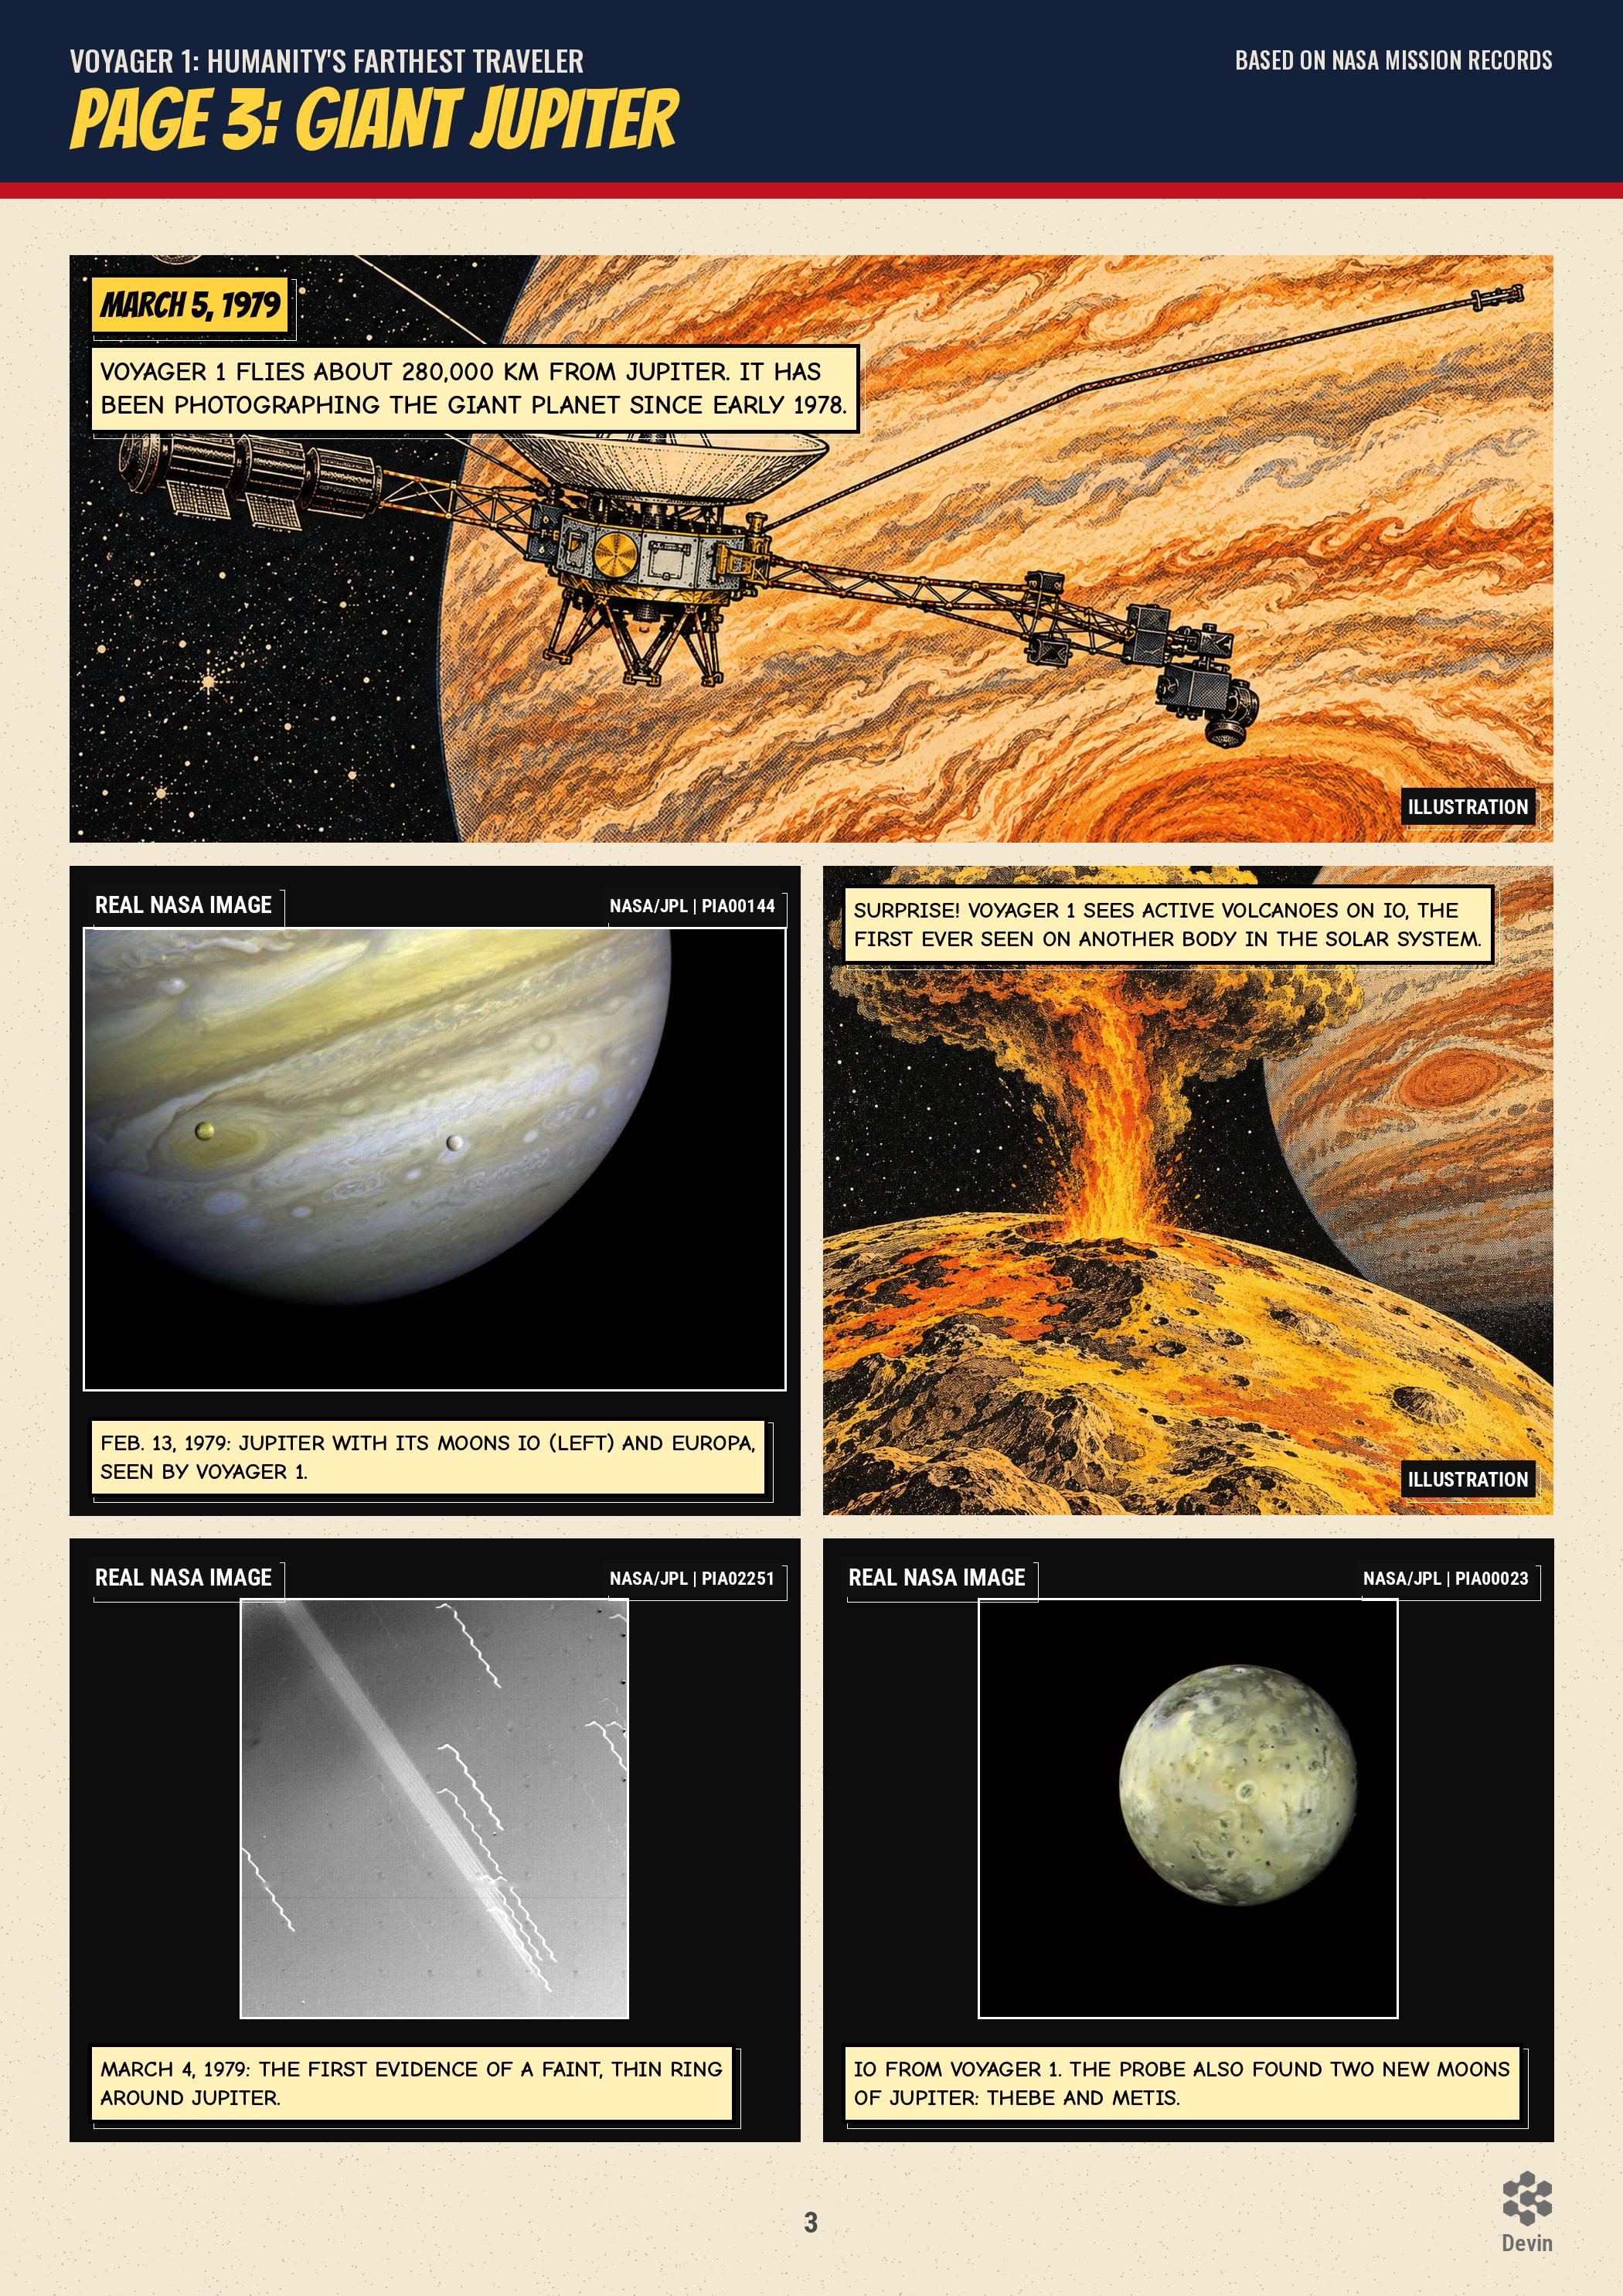 VOYAGER 1: HUMANITY'S FARTHEST TRAVELER
BASED ON NASA MISSION RECORDS
PAGE 3: GIANT JUPITER
MARCH 5, 1979
VOYAGER 1 FLIES ABOUT 280,000 KM FROM JUPITER. IT HAS
BEEN PHOTOGRAPHING THE GIANT PLANET SINCE EARLY 1978.
ILLUSTRATION
REAL NASA IMAGE
NASA/JPL | PIA00144
FEB. 13, 1979: JUPITER WITH ITS MOONS IO (LEFT) AND EUROPA,
SEEN BY VOYAGER 1.
SURPRISE! VOYAGER 1 SEES ACTIVE VOLCANOES ON IO, THE
FIRST EVER SEEN ON ANOTHER BODY IN THE SOLAR SYSTEM.
ILLUSTRATION
REAL NASA IMAGE
NASA/JPL | PIA02251
MARCH 4, 1979: THE FIRST EVIDENCE OF A FAINT, THIN RING
AROUND JUPITER.
REAL NASA IMAGE
NASA/JPL | PIA00023
IO FROM VOYAGER 1. THE PROBE ALSO FOUND TWO NEW MOONS
OF JUPITER: THEBE AND METIS.
3
Devin